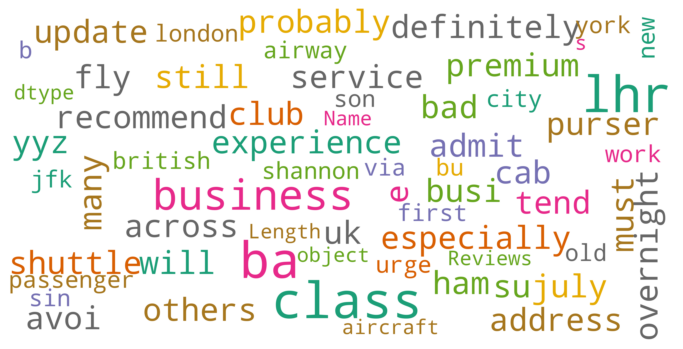 update london probably definitely york
b airway s new
fly still service premium
dtype son bad city lhr
recommend club Name purser
yyz experience admit work
many british shannon via bu cab
jfk business e busi tend must
across uk first overnight
Length especially
shuttle will ba object urge Reviews old
passenger ham su july
sin class
avoi others aircraft address